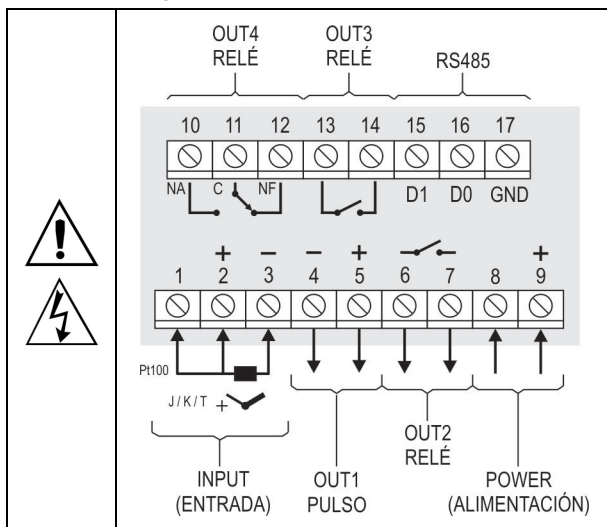 OUT4 OUT3
RELÉ RELÉ RS485
10 11 12 13 14 15 16 17
NA C NF D1 D0 GND
+ − − + +
1 2 3 4 5 6 7 8 9
Pt100
J / K / T +
OUT2
RELÉ
INPUT OUT1 POWER
(ENTRADA) PULSO (ALIMENTACIÓN)